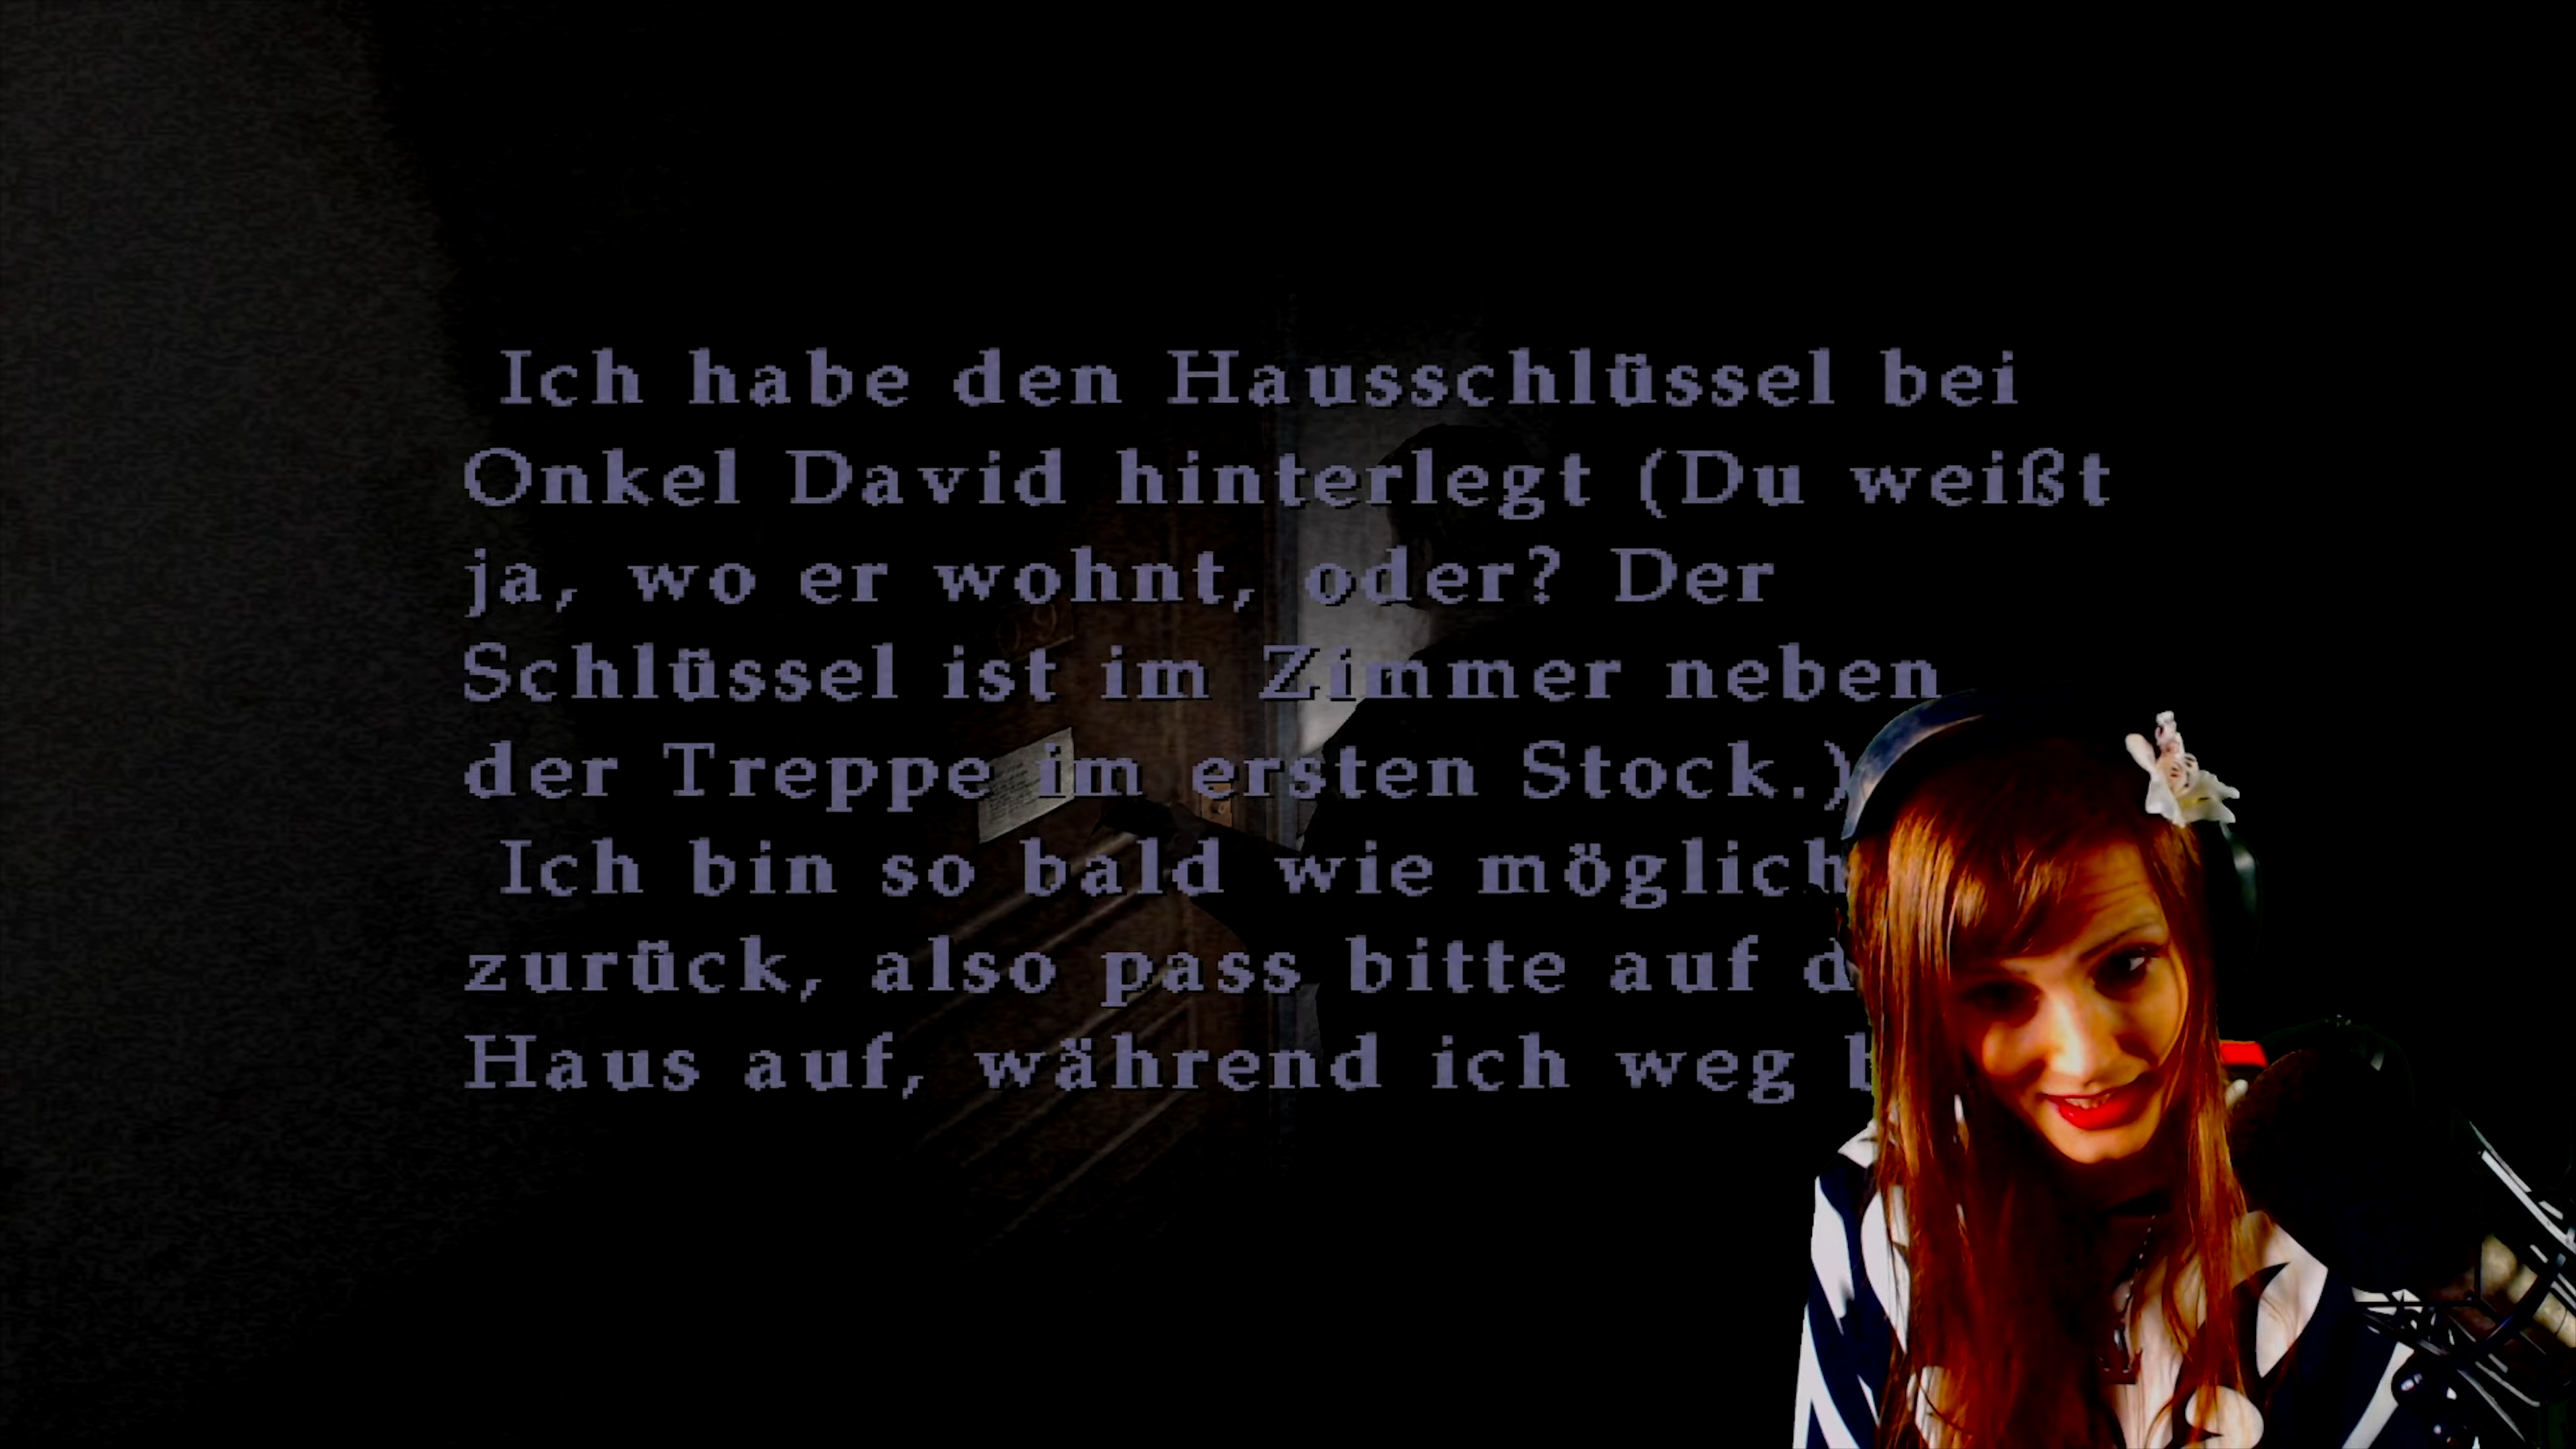 Ich habe den Hausschlüssel bei
Onkel David hinterlegt (Du weißt
ja, wo er wohnt, oder? Der
Schlüssel ist im Zimmer neben
der Treppe im ersten Stock.)
Ich bin so bald wie möglich
zurück, also pass bitte auf
Haus auf, während ich weg